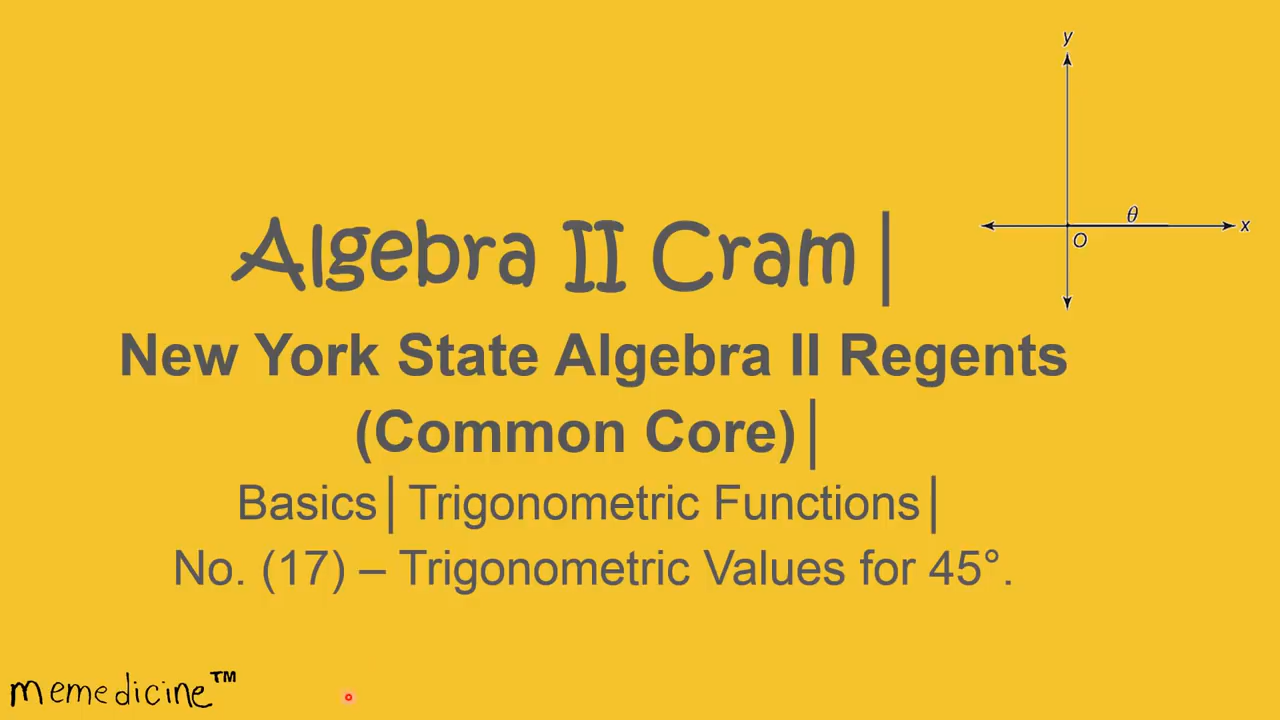 y
θ
x
O
Algebra II Cram|
New York State Algebra II Regents
(Common Core)|
Basics|Trigonometric Functions|
No. (17) – Trigonometric Values for 45°.
memedicine™